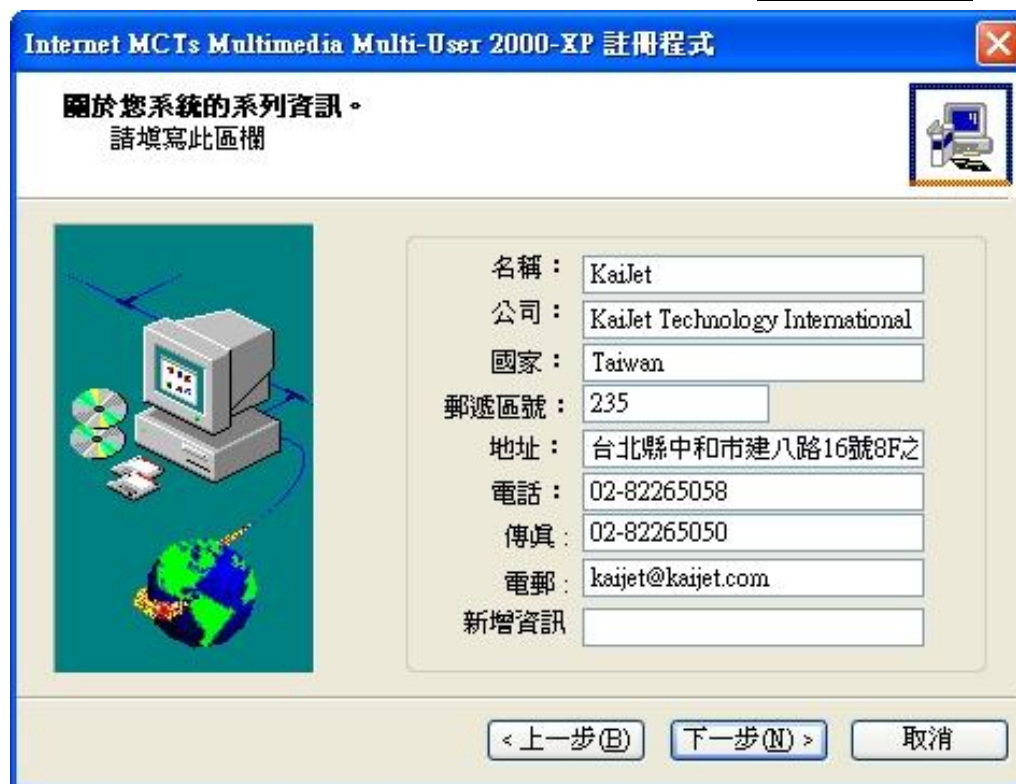 Internet MCTs Multimedia Multi-User 2000-XP 註冊程式
關於您系統的系列資訊。
請填寫此區欄
名稱： KaiJet
公司： KaiJet Technology International
國家： Taiwan
郵遞區號： 235
地址： 台北縣中和市建八路16號8F之
電話： 02-82265058
傳真: 02-82265050
電郵: kaijet@kaijet.com
新增資訊
<上一步(B) 下一步(N)> 取消